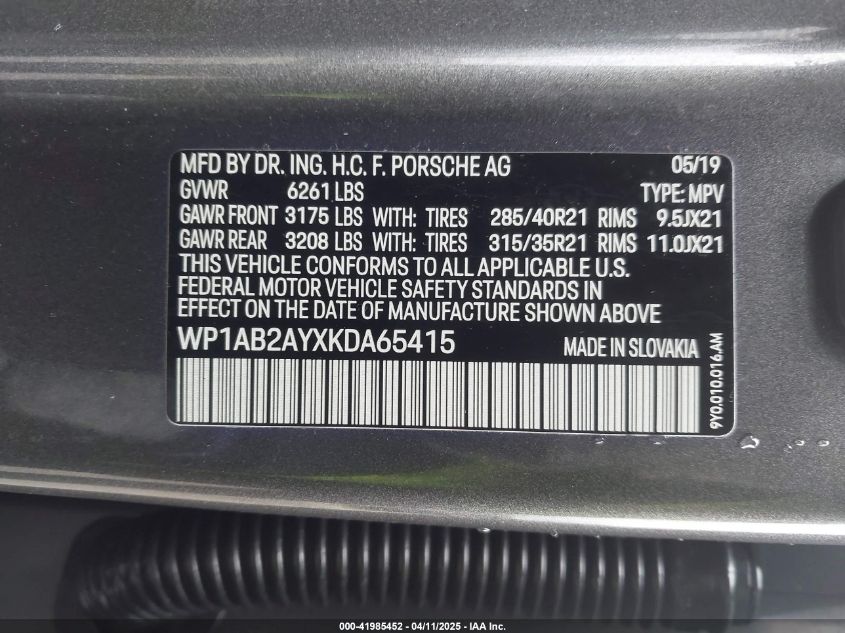 MFD BY DR. ING. H.C. F. PORSCHE AG 05/19
GVWR 6261 LBS TYPE: MPV
GAWR FRONT 3175 LBS WITH: TIRES 285/40R21 RIMS 9.5JX21
GAWR REAR 3208 LBS WITH: TIRES 315/35R21 RIMS 11.0JX21
THIS VEHICLE CONFORMS TO ALL APPLICABLE U.S.
FEDERAL MOTOR VEHICLE SAFETY STANDARDS IN
EFFECT ON THE DATE OF MANUFACTURE SHOWN ABOVE
WP1AB2AYXKDA65415 MADE IN SLOVAKIA
9Y0.010.016.AM
000-41985452 - 04/11/2025 - IAA Inc.